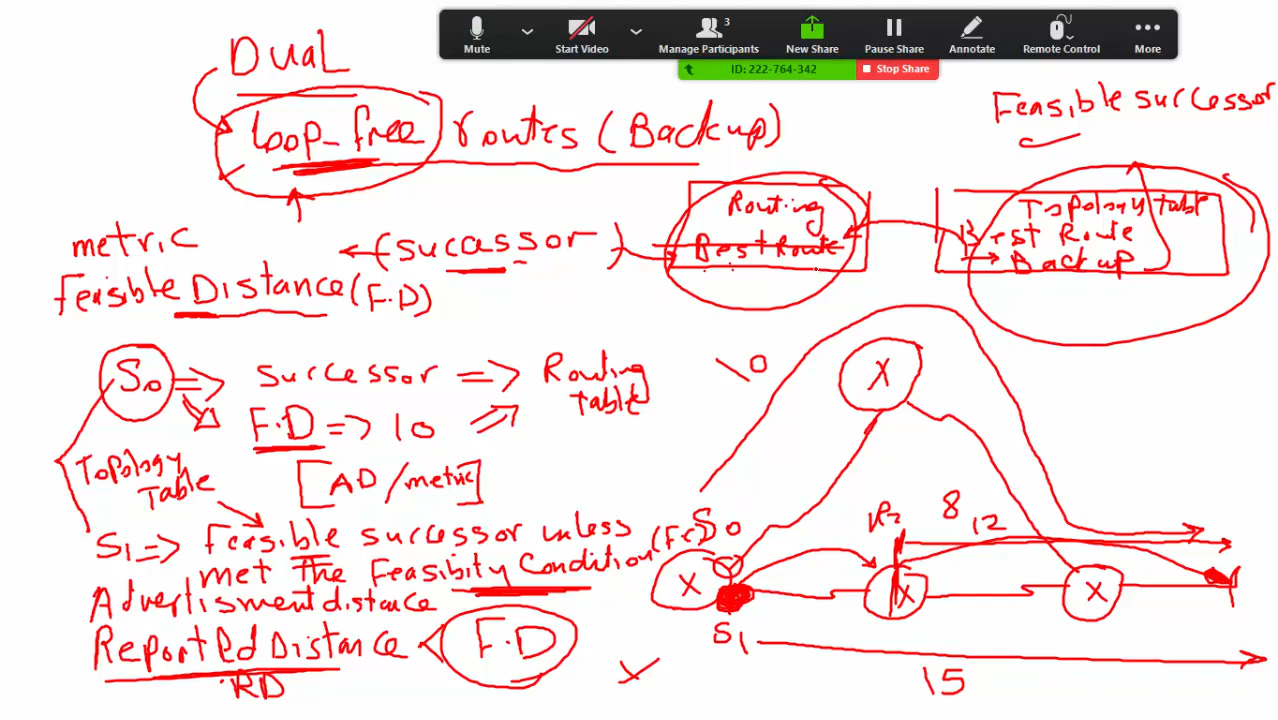 Mute
Start Video
3
Manage Participants
New Share
Pause Share
Annotate
Remote Control
More
ID: 222-764-342
Stop Share
Dual
loop-free routes (Backup)
Feasible successor
Routing
Best Route
Topology table
Best Route
Backup
metric
(successor)
Feisible Distance (F.D)
S0 => successor => Routing table
F.D => 10 =>
[AD/metric]
Topology Table
S1 => Feasible successor unless
met the Feasibity Condition (Fc)
Advertisment distance
Reported Distance < F.D
RD
10
X
S0
R2
8
12
X
X
X
S1
15